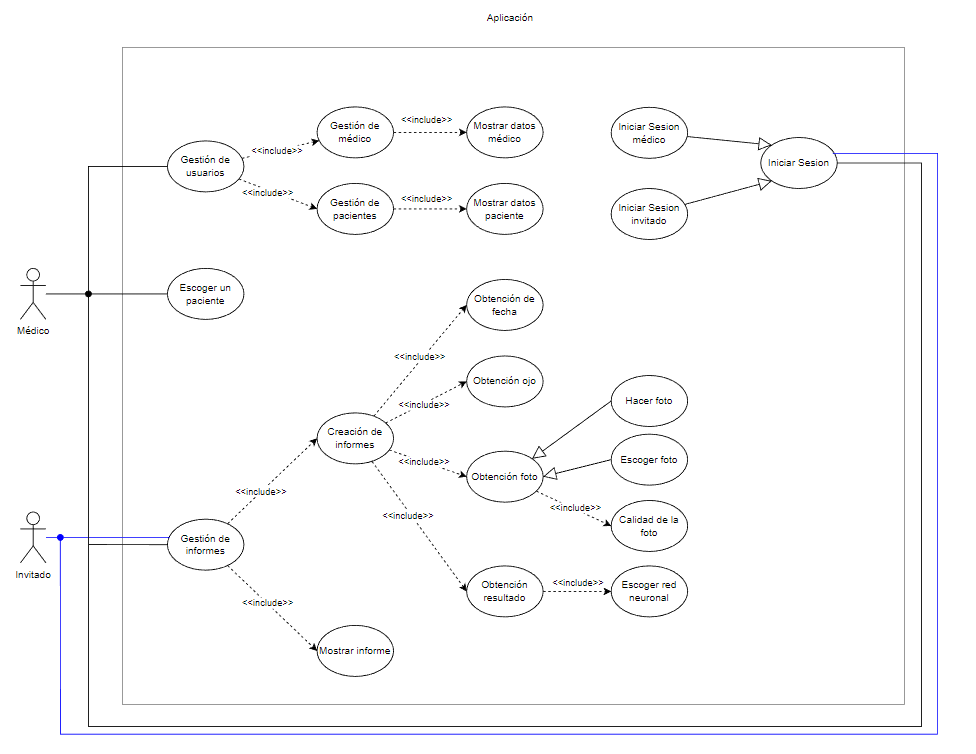 Aplicación
Gestión de
médico
<<include>>
Mostrar datos
médico
Iniciar Sesion
médico
Gestión de
usuarios
<<include>>
Iniciar Sesion
<<include>>
Gestión de
pacientes
<<include>>
Mostrar datos
paciente
Iniciar Sesion
invitado
Médico
Escoger un
paciente
Obtención de
fecha
<<include>>
Obtención ojo
<<include>>
Hacer foto
Creación de
informes
<<include>>
Obtención foto
Escoger foto
<<include>>
<<include>>
<<include>>
Calidad de la
foto
Invitado
Gestión de
informes
Obtención
resultado
<<include>>
Escoger red
neuronal
<<include>>
Mostrar informe